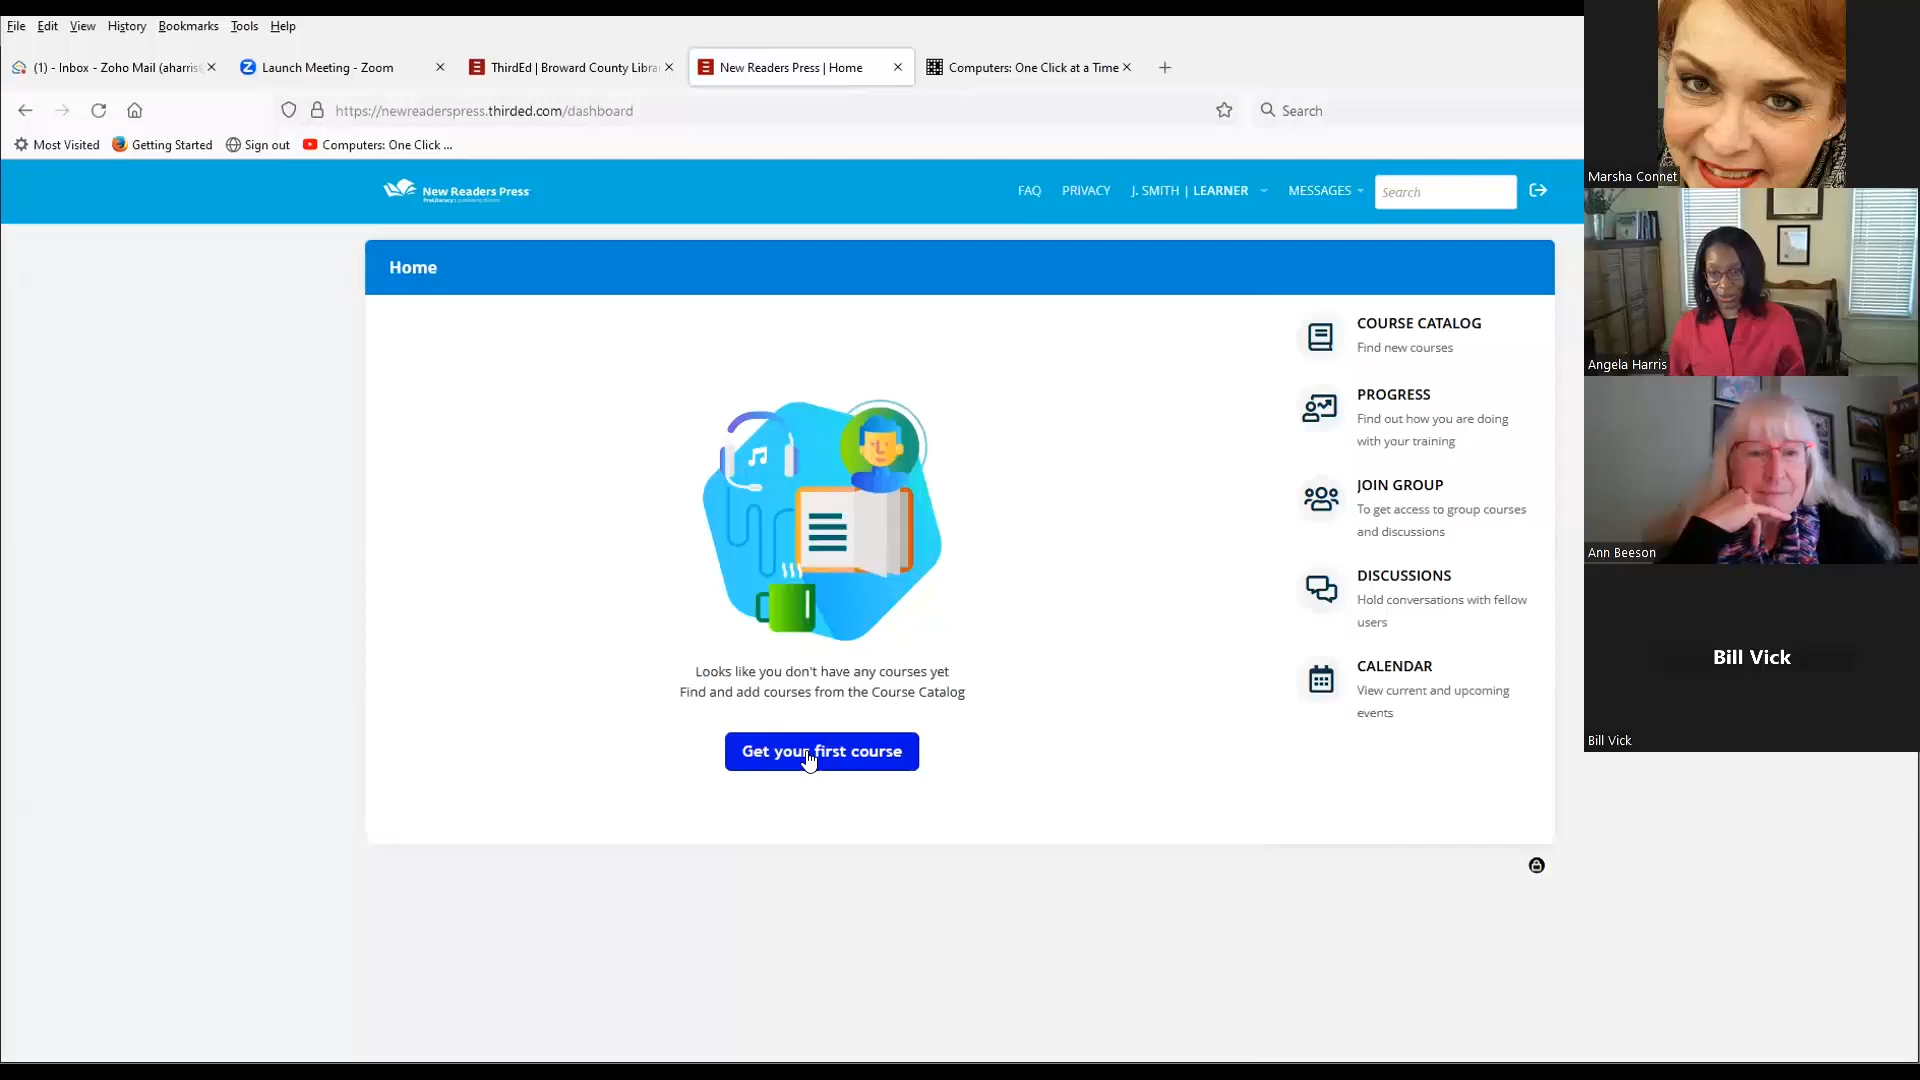 File Edit View History Bookmarks Tools Help
(1) - Inbox - Zoho Mail (aharris
Launch Meeting - Zoom
ThirdEd | Broward County Libra
New Readers Press | Home
Computers: One Click at a Time
https://newreaderspress.thirded.com/dashboard
Search
Most Visited Getting Started Sign out Computers: One Click ...
New Readers Press
ProLiteracy's publishing division
FAQ PRIVACY J. SMITH | LEARNER MESSAGES Search
Home
COURSE CATALOG
Find new courses
PROGRESS
Find out how you are doing
with your training
JOIN GROUP
To get access to group courses
and discussions
DISCUSSIONS
Hold conversations with fellow
users
CALENDAR
View current and upcoming
events
Looks like you don't have any courses yet
Find and add courses from the Course Catalog
Get your first course
Marsha Connet
Angela Harris
Ann Beeson
Bill Vick
Bill Vick